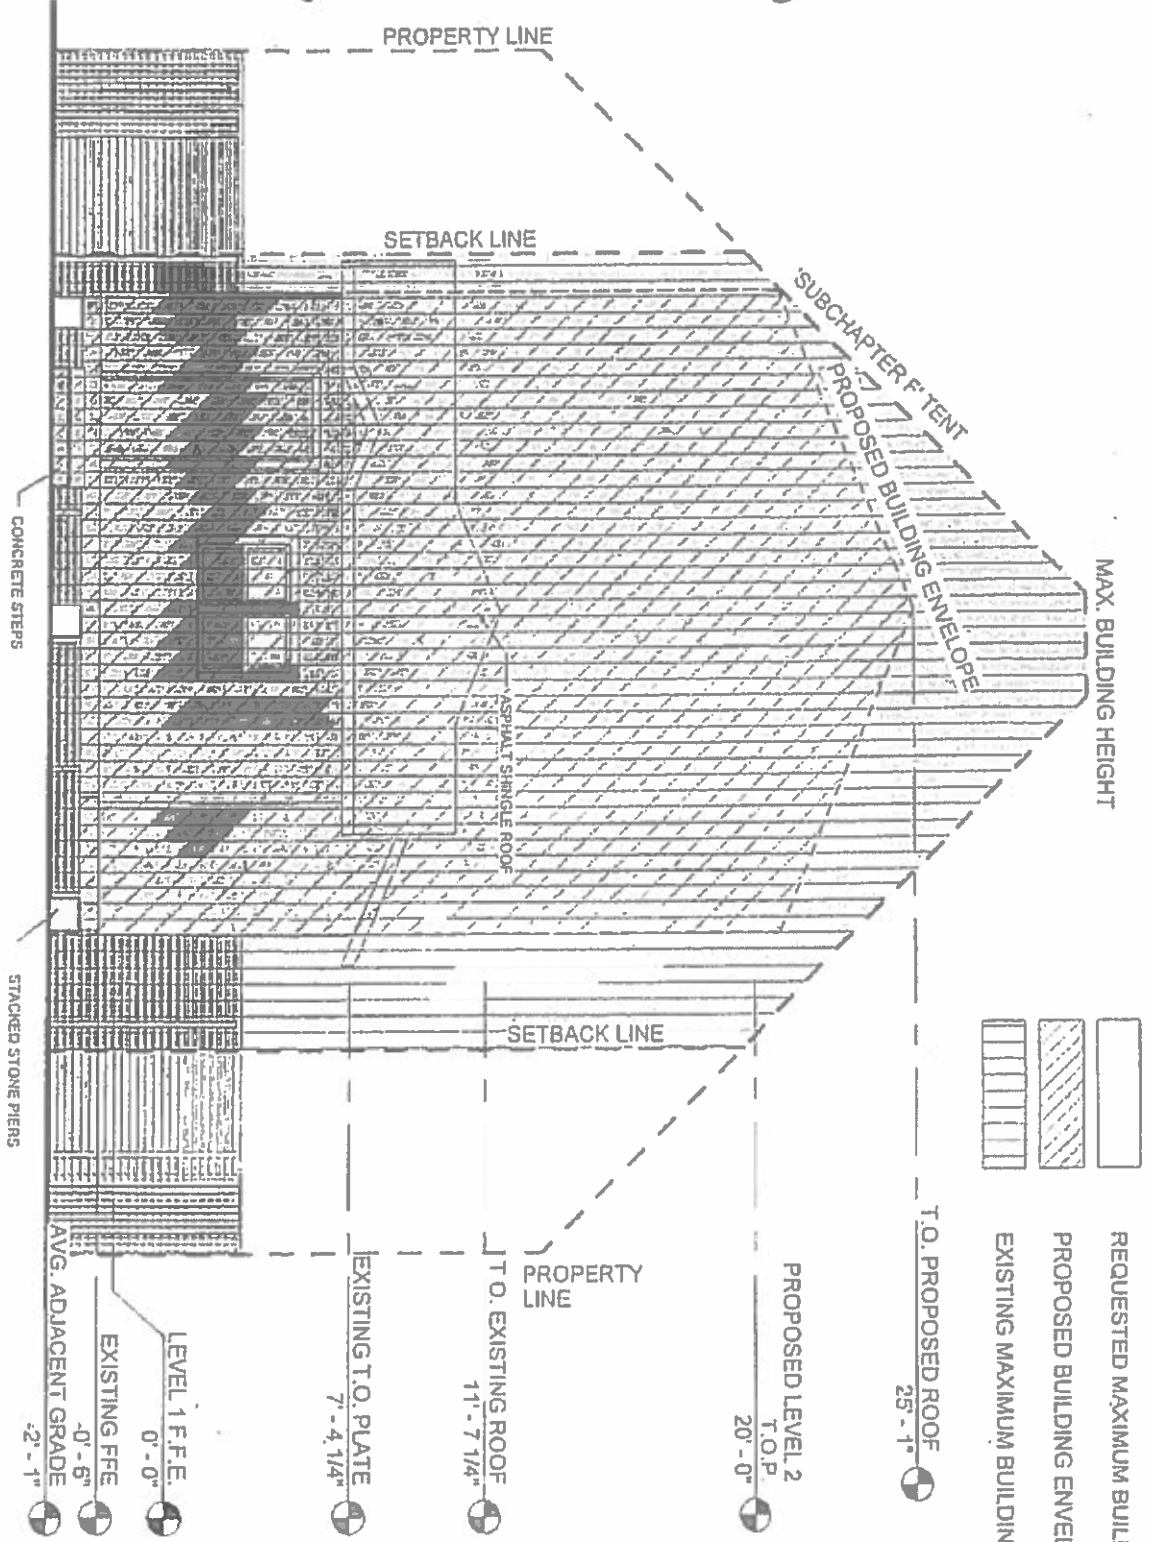 PROPERTY LINE
SETBACK LINE
'SUBCHAPTER F' TENT
PROPOSED BUILDING ENVELOPE
MAX. BUILDING HEIGHT
ASPHALT SHINGLE ROOF
CONCRETE STEPS
STACKED STONE PIERS
SETBACK LINE
PROPERTY
LINE
REQUESTED MAXIMUM BUIL
PROPOSED BUILDING ENVE
EXISTING MAXIMUM BUILDIN
T.O. PROPOSED ROOF
25' - 1"
PROPOSED LEVEL 2
T.O.P
20' - 0"
T.O. EXISTING ROOF
11' - 7 1/4"
EXISTING T.O. PLATE
7' - 4 1/4"
LEVEL 1 F.F.E.
0' - 0"
EXISTING FFE
-0' - 6"
AVG. ADJACENT GRADE
-2' - 1"